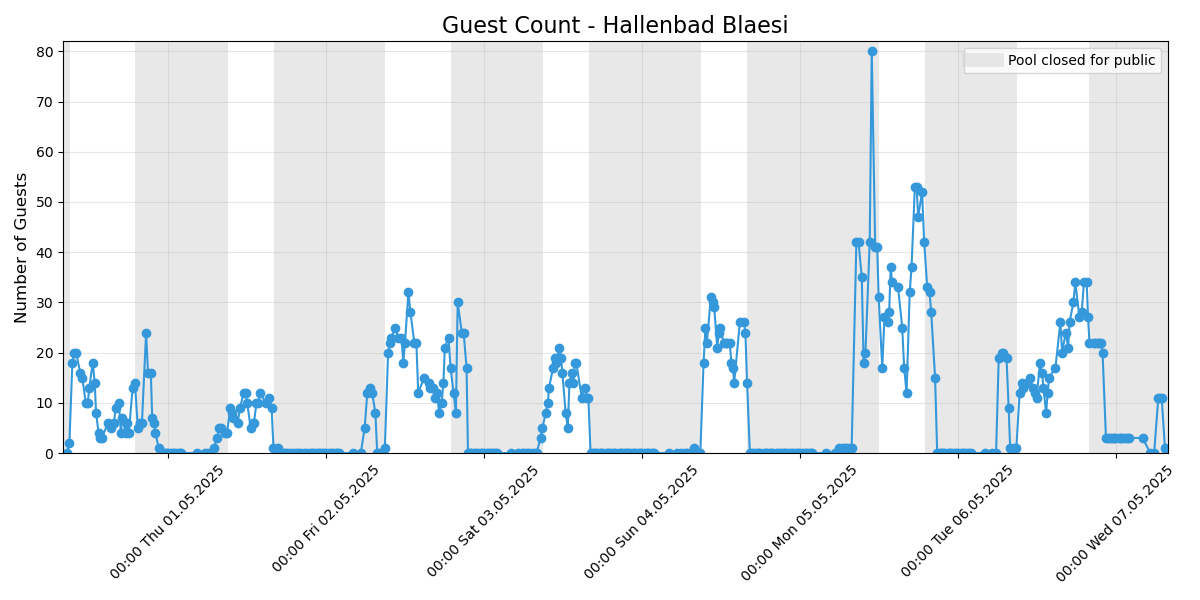 Guest Count - Hallenbad Blaesi
Pool closed for public
Number of Guests
80
70
60
50
40
30
20
10
0
00:00 Thu 01.05.2025
00:00 Fri 02.05.2025
00:00 Sat 03.05.2025
00:00 Sun 04.05.2025
00:00 Mon 05.05.2025
00:00 Tue 06.05.2025
00:00 Wed 07.05.2025